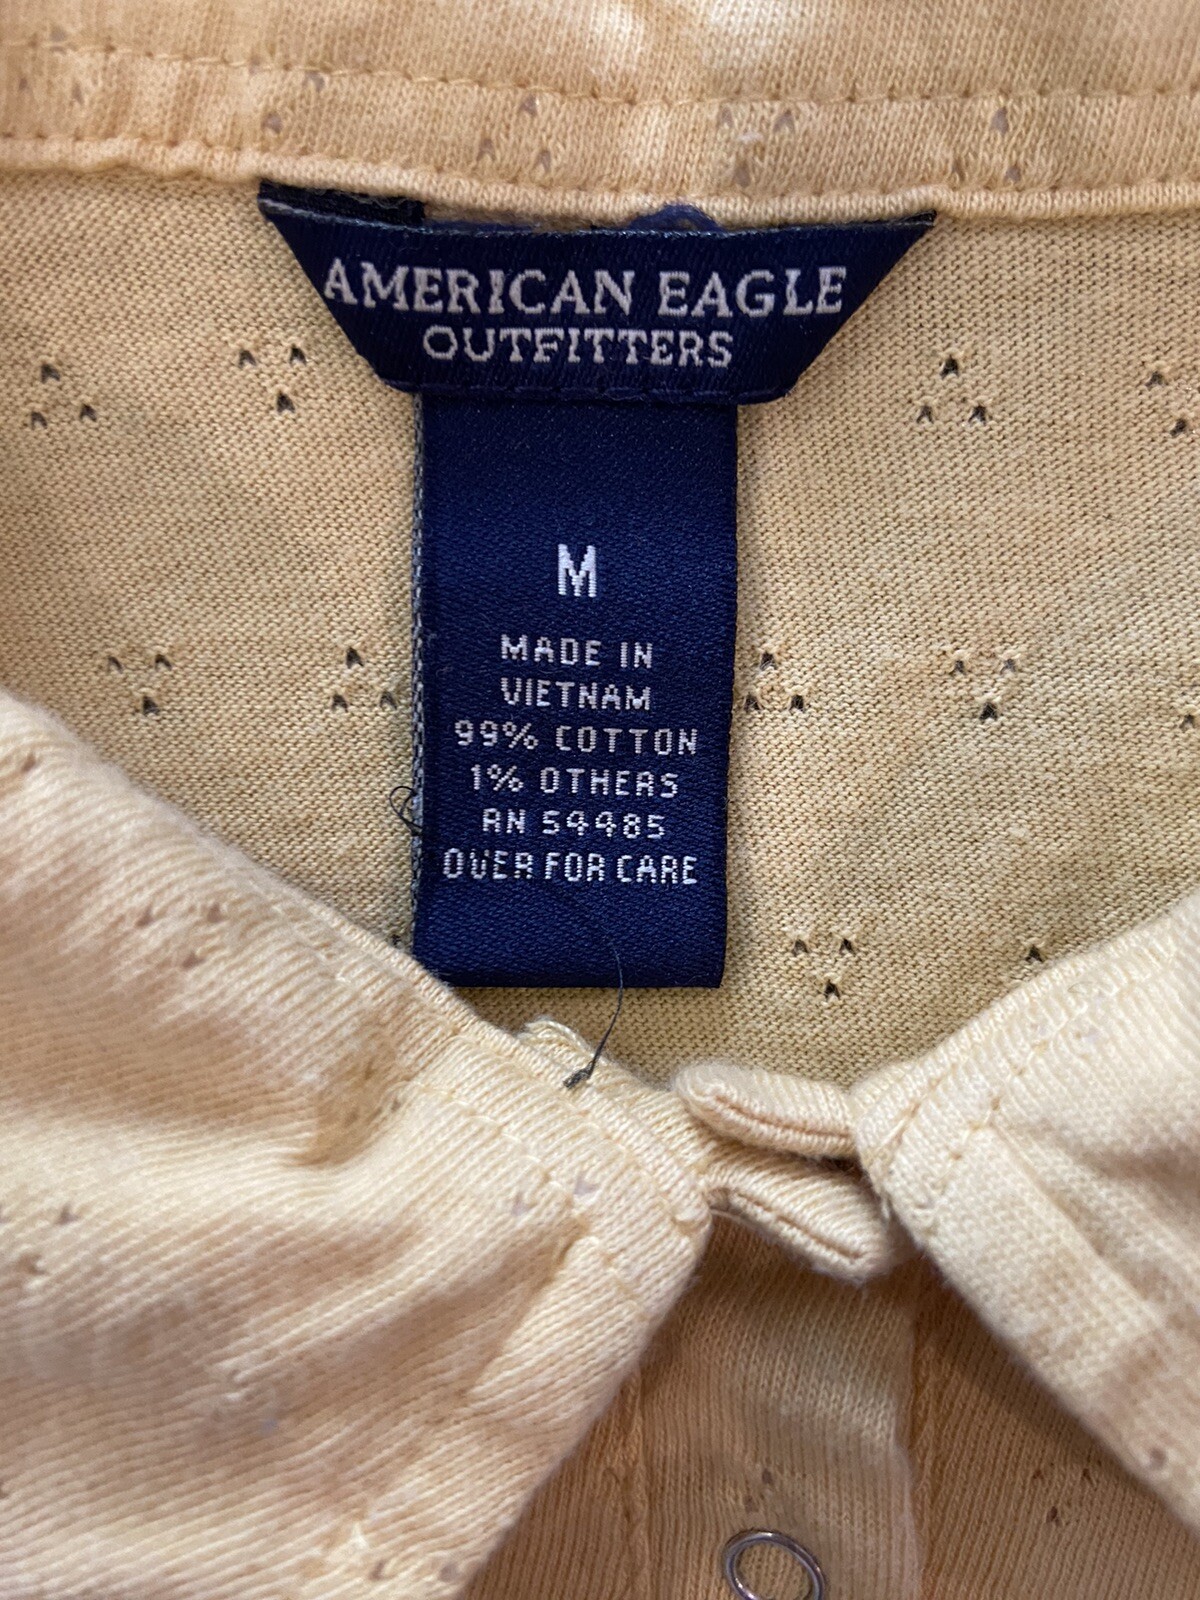 AMERICAN EAGLE
OUTFITTERS
M
MADE IN
VIETNAM
99% COTTON
1% OTHERS
RN 54485
OVER FOR CARE